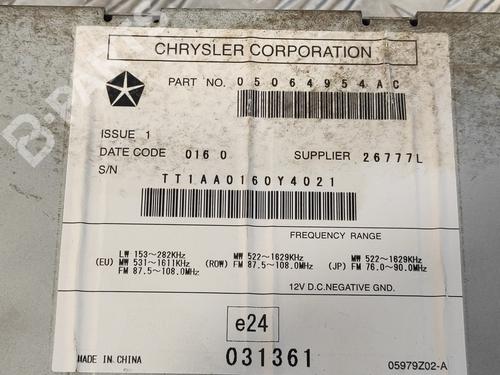 CHRYSLER CORPORATION
PART NO. 05064954AC
ISSUE 1
DATE CODE 0160 SUPPLIER 26777L
S/N TT1AA0160Y4021
FREQUENCY RANGE
LW 153~282KHz
(EU) MW 531~1611KHz
FM 87.5~108.0MHz
MW 522~1629KHz
(ROW) FM 87.5~108.0MHz
MW 522~1629KHz
(JP) FM 76.0~90.0MHz
12V D.C.NEGATIVE GND.
e24
031361
MADE IN CHINA
05979Z02-A